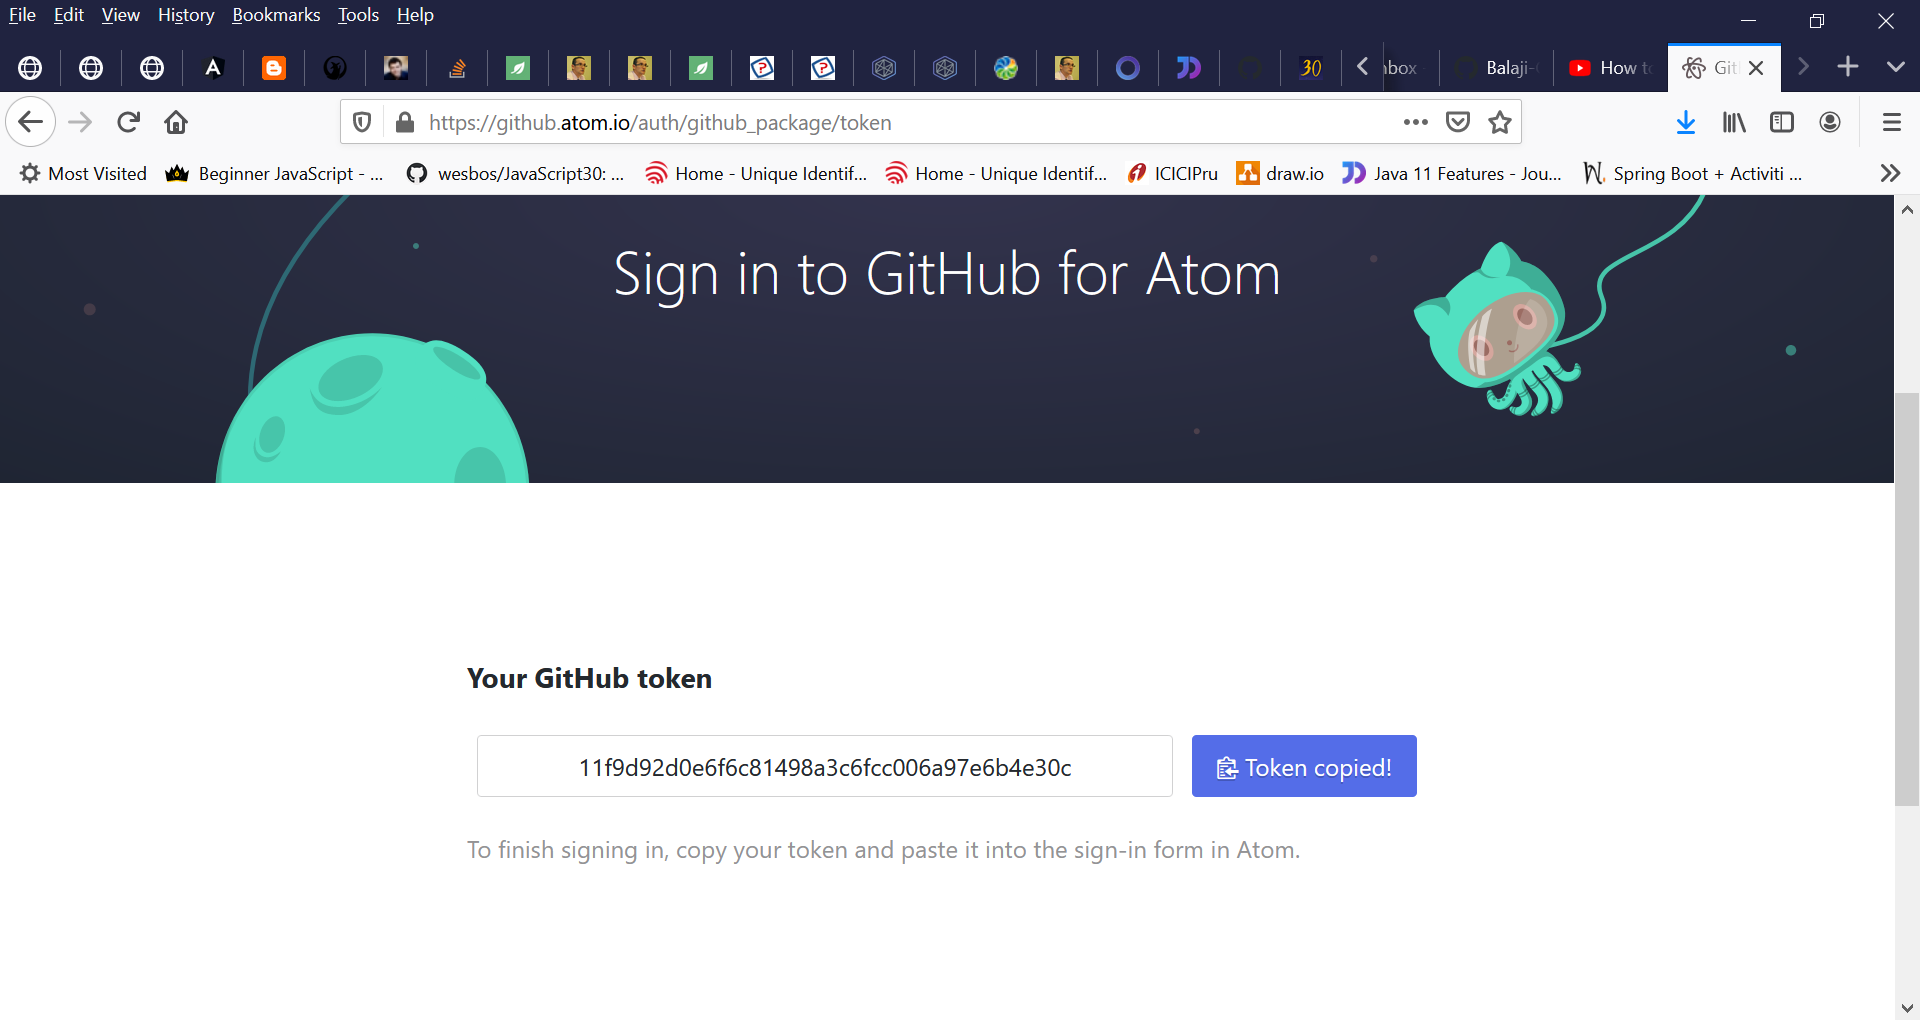 File Edit View History Bookmarks Tools Help
A 30 Balaji- How Git
https://github.atom.io/auth/github_package/token
Most Visited Beginner JavaScript - ... wesbos/JavaScript30: ... Home - Unique Identif... Home - Unique Identif... ICICIPru draw.io Java 11 Features - Jou... Spring Boot + Activiti ...
Sign in to GitHub for Atom
Your GitHub token
11f9d92d0e6f6c81498a3c6fcc006a97e6b4e30c
Token copied!
To finish signing in, copy your token and paste it into the sign-in form in Atom.